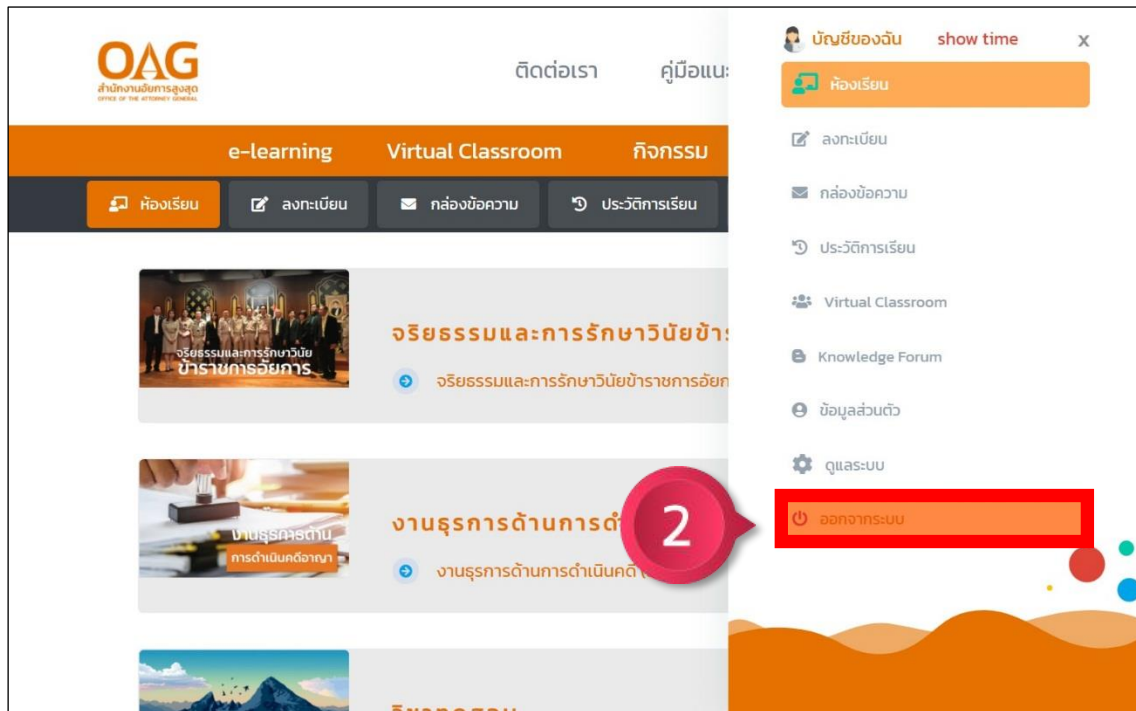 OAG
สำนักงานอัยการสูงสุด
OFFICE OF THE ATTORNEY GENERAL
ติดต่อเรา
คู่มือแนะ
e-learning
Virtual Classroom
กิจกรรม
ห้องเรียน
ลงทะเบียน
กล่องข้อความ
ประวัติการเรียน
จริยธรรมและการรักษาวินัย
ข้าราชการอัยการ
จริยธรรมและการรักษาวินัยข้า
จริยธรรมและการรักษาวินัยข้าราชการอัยก
งานธุรการด้าน
การดำเนินคดีอาญา
งานธุรการด้านการดำ
งานธุรการด้านการดำเนินคดี
2
บัญชีของฉัน show time x
ห้องเรียน
ลงทะเบียน
กล่องข้อความ
ประวัติการเรียน
Virtual Classroom
Knowledge Forum
ข้อมูลส่วนตัว
ดูแลระบบ
ออกจากระบบ